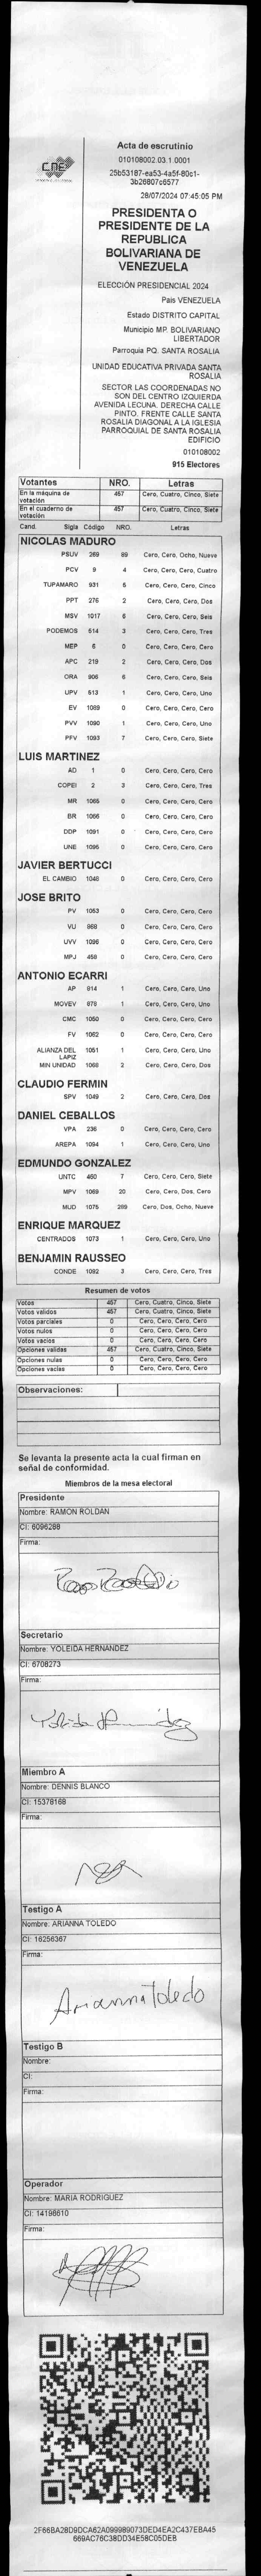 CNE
Acta de escrutinio
010108002.03.1.0001
25b53187-ea53-4a5f-80c1-
3b26807c6577
28/07/2024 07:45:05 PM
PRESIDENTA O
PRESIDENTE DE LA
REPUBLICA
BOLIVARIANA DE
VENEZUELA
ELECCIÓN PRESIDENCIAL 2024
Pais VENEZUELA
Estado DISTRITO CAPITAL
Municipio MP. BOLIVARIANO
LIBERTADOR
Parroquia PQ. SANTA ROSALIA
UNIDAD EDUCATIVA PRIVADA SANTA
ROSALIA
SECTOR LAS COORDENADAS NO
SON DEL CENTRO IZQUIERDA
AVENIDA LECUNA. DERECHA CALLE
PINTO. FRENTE CALLE SANTA
ROSALIA DIAGONAL A LA IGLESIA
PARROQUIAL DE SANTA ROSALIA
EDIFICIO
010108002
915 Electores
Votantes NRO. Letras
En la máquina de votación 457 Cero, Cuatro, Cinco, Siete
En el cuaderno de votación 457 Cero, Cuatro, Cinco, Siete
Cand. Sigla Código NRO. Letras
NICOLAS MADURO
PSUV 269 89 Cero, Cero, Ocho, Nueve
PCV 9 4 Cero, Cero, Cero, Cuatro
TUPAMARO 931 5 Cero, Cero, Cero, Cinco
PPT 276 2 Cero, Cero, Cero, Dos
MSV 1017 6 Cero, Cero, Cero, Seis
PODEMOS 514 3 Cero, Cero, Cero, Tres
MEP 6 0 Cero, Cero, Cero, Cero
APC 219 2 Cero, Cero, Cero, Dos
ORA 906 6 Cero, Cero, Cero, Seis
UPV 513 1 Cero, Cero, Cero, Uno
EV 1089 0 Cero, Cero, Cero, Cero
PVV 1090 1 Cero, Cero, Cero, Uno
PFV 1093 7 Cero, Cero, Cero, Siete
LUIS MARTINEZ
AD 1 0 Cero, Cero, Cero, Cero
COPEI 2 3 Cero, Cero, Cero, Tres
MR 1065 0 Cero, Cero, Cero, Cero
BR 1066 0 Cero, Cero, Cero, Cero
DDP 1091 0 Cero, Cero, Cero, Cero
UNE 1095 0 Cero, Cero, Cero, Cero
JAVIER BERTUCCI
EL CAMBIO 1048 0 Cero, Cero, Cero, Cero
JOSE BRITO
PV 1053 0 Cero, Cero, Cero, Cero
VU 868 0 Cero, Cero, Cero, Cero
UVV 1096 0 Cero, Cero, Cero, Cero
MPJ 459 0 Cero, Cero, Cero, Cero
ANTONIO ECARRI
AP 814 1 Cero, Cero, Cero, Uno
MOVEV 879 1 Cero, Cero, Cero, Uno
CMC 1050 0 Cero, Cero, Cero, Cero
FV 1062 0 Cero, Cero, Cero, Cero
ALIANZA DEL LAPIZ 1051 1 Cero, Cero, Cero, Uno
MIN UNIDAD 1068 2 Cero, Cero, Cero, Dos
CLAUDIO FERMIN
SPV 1049 2 Cero, Cero, Cero, Dos
DANIEL CEBALLOS
VPA 236 0 Cero, Cero, Cero, Cero
AREPA 1094 1 Cero, Cero, Cero, Uno
EDMUNDO GONZALEZ
UNTC 460 7 Cero, Cero, Cero, Siete
MPV 1069 20 Cero, Cero, Dos, Cero
MUD 1075 289 Cero, Dos, Ocho, Nueve
ENRIQUE MARQUEZ
CENTRADOS 1073 1 Cero, Cero, Cero, Uno
BENJAMIN RAUSSEO
CONDE 1092 3 Cero, Cero, Cero, Tres
Resumen de votos
Votos 457 Cero, Cuatro, Cinco, Siete
Votos validos 457 Cero, Cuatro, Cinco, Siete
Votos parciales 0 Cero, Cero, Cero, Cero
Votos nulos 0 Cero, Cero, Cero, Cero
Votos vacios 0 Cero, Cero, Cero, Cero
Opciones validas 457 Cero, Cuatro, Cinco, Siete
Opciones nulas 0 Cero, Cero, Cero, Cero
Opciones vacias 0 Cero, Cero, Cero, Cero
Observaciones:
Se levanta la presente acta la cual firman en
señal de conformidad.
Miembros de la mesa electoral
Presidente
Nombre: RAMON ROLDAN
CI: 6096288
Firma:
Secretario
Nombre: YOLEIDA HERNANDEZ
CI: 6708273
Firma:
Miembro A
Nombre: DENNIS BLANCO
CI: 15378168
Firma:
Testigo A
Nombre: ARIANNA TOLEDO
CI: 16256367
Firma:
Arianna Toledo
Testigo B
Nombre:
CI:
Firma:
Operador
Nombre: MARIA RODRIGUEZ
CI: 14198610
Firma:
2F66BA28D9DCA62A099989073DED4EA2C437EBA45
669AC76C38DD34E58C05DEB